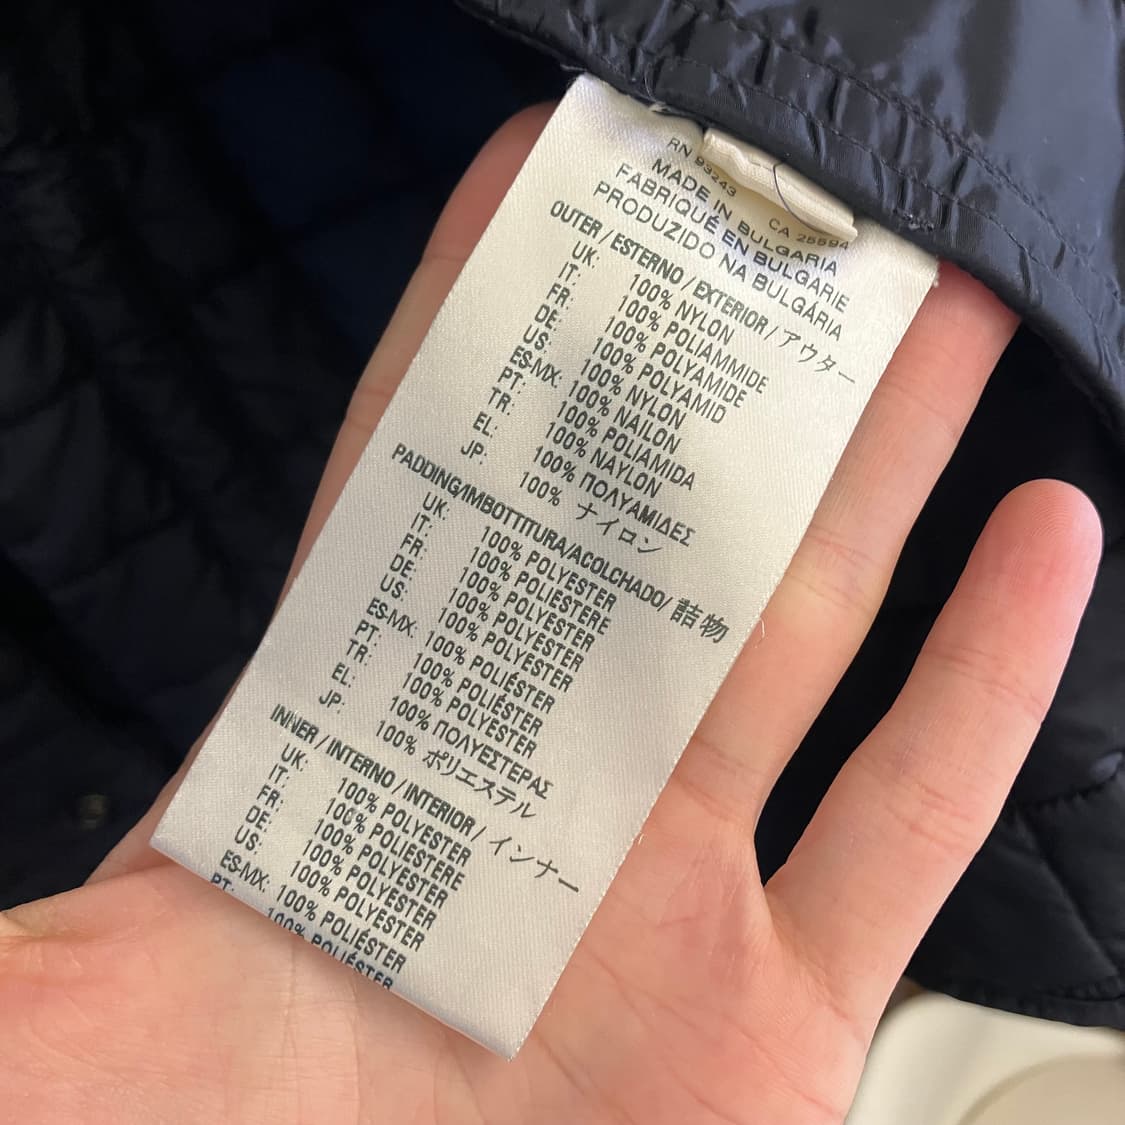 RN 93243 CA 25594
MADE IN BULGARIA
FABRIQUÉ EN BULGARIE
PRODUZIDO NA BULGÁRIA
OUTER / ESTERNO / EXTERIOR / アウター
UK: 100% NYLON
IT: 100% POLIAMMIDE
FR: 100% POLYAMIDE
DE: 100% POLYAMID
US: 100% NYLON
ES-MX: 100% NAILON
PT: 100% POLIAMIDA
TR: 100% NAYLON
EL: 100% ΠΟΛΥΑΜΙΔΕΣ
JP: 100% ナイロン
PADDING/IMBOTTITURA/ACOLCHADO/ 詰物
UK: 100% POLYESTER
IT: 100% POLIESTERE
FR: 100% POLYESTER
DE: 100% POLYESTER
US: 100% POLYESTER
ES-MX: 100% POLIÉSTER
PT: 100% POLIÉSTER
TR: 100% POLYESTER
EL: 100% ΠΟΛΥΕΣΤΕΡΑΣ
JP: 100% ポリエステル
INNER / INTERNO / INTERIOR / インナー
UK: 100% POLYESTER
IT: 100% POLIESTERE
FR: 100% POLYESTER
DE: 100% POLYESTER
US: 100% POLYESTER
ES-MX: 100% POLIÉSTER
PT: 100% POLIÉSTER